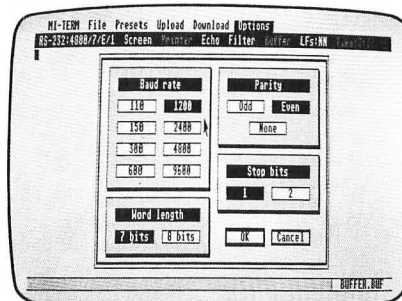 MI-TERM File Presets Upload Download Options
RS-232:4800/7/E/1 Screen Printer Echo Filter Buffer LFs:NN
Baud rate
110 1200
150 2400
300 4800
600 9600
Parity
Odd Even
None
Stop bits
1 2
Word length
7 bits 8 bits
OK Cancel
BUFFER.BUF